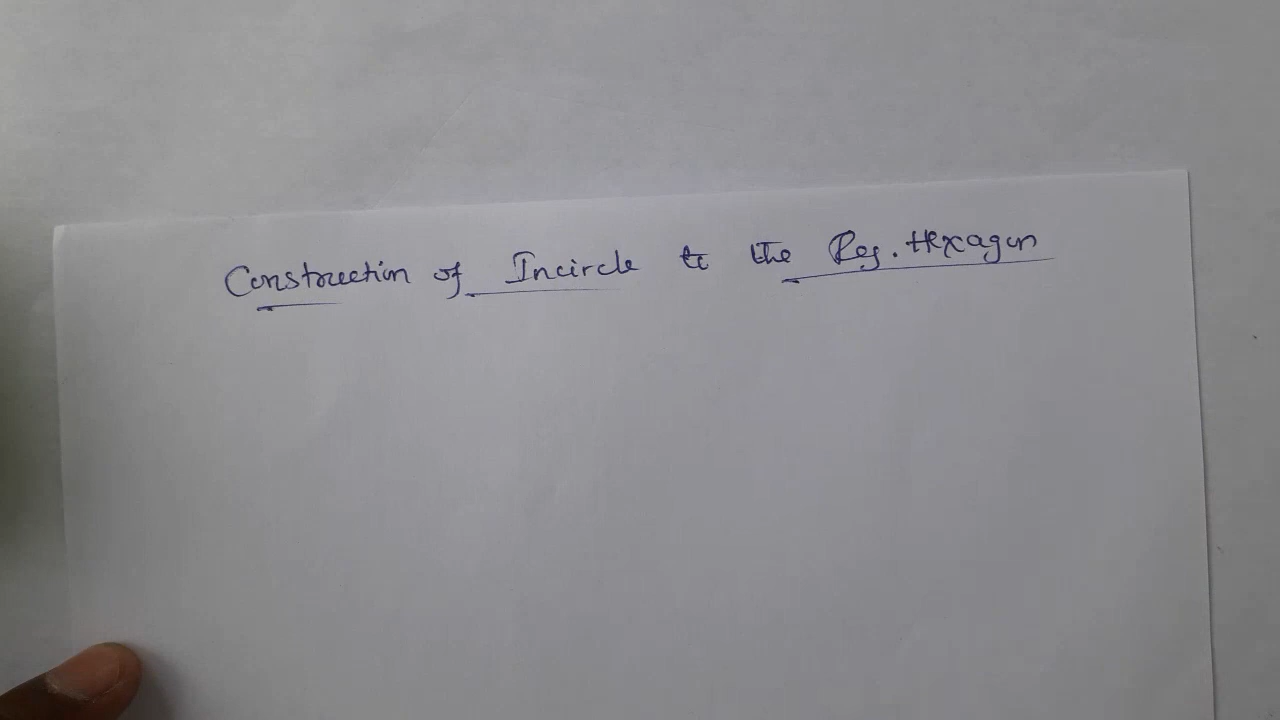 Construction of Incircle to the Reg. Hexagon